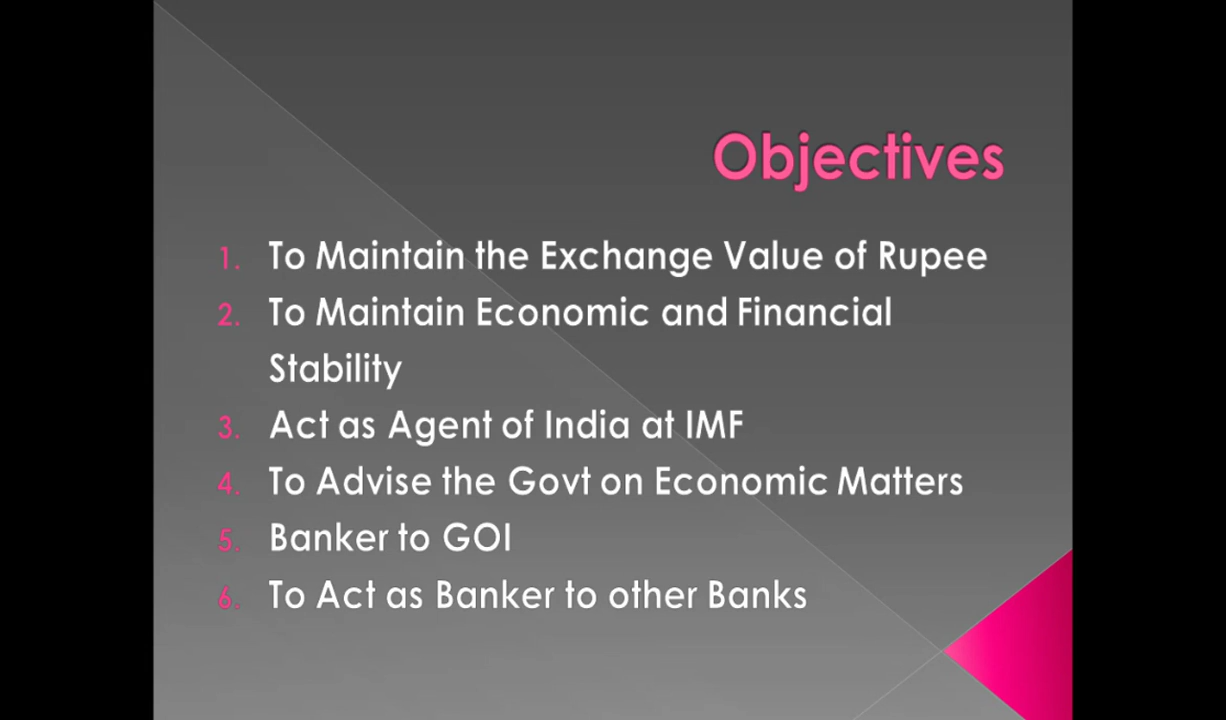 Objectives
1. To Maintain the Exchange Value of Rupee
2. To Maintain Economic and Financial
Stability
3. Act as Agent of India at IMF
4. To Advise the Govt on Economic Matters
5. Banker to GOI
6. To Act as Banker to other Banks